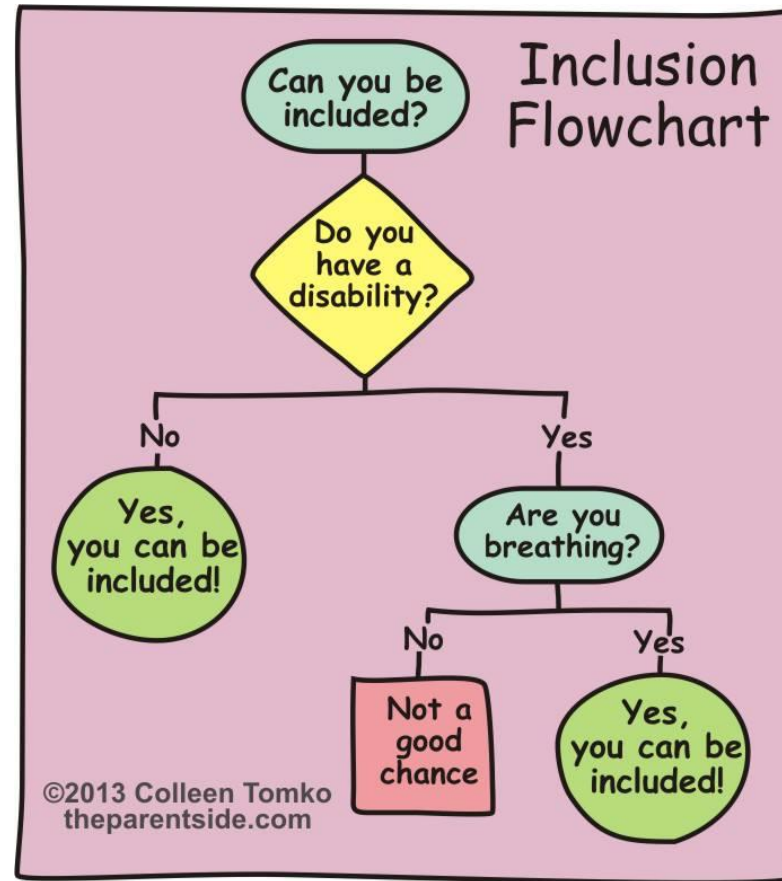 Inclusion
Flowchart
Can you be
included?
Do you
have a
disability?
No
Yes
Yes,
you can be
included!
Are you
breathing?
No
Yes
Not a
good
chance
Yes,
you can be
included!
©2013 Colleen Tomko
theparentside.com